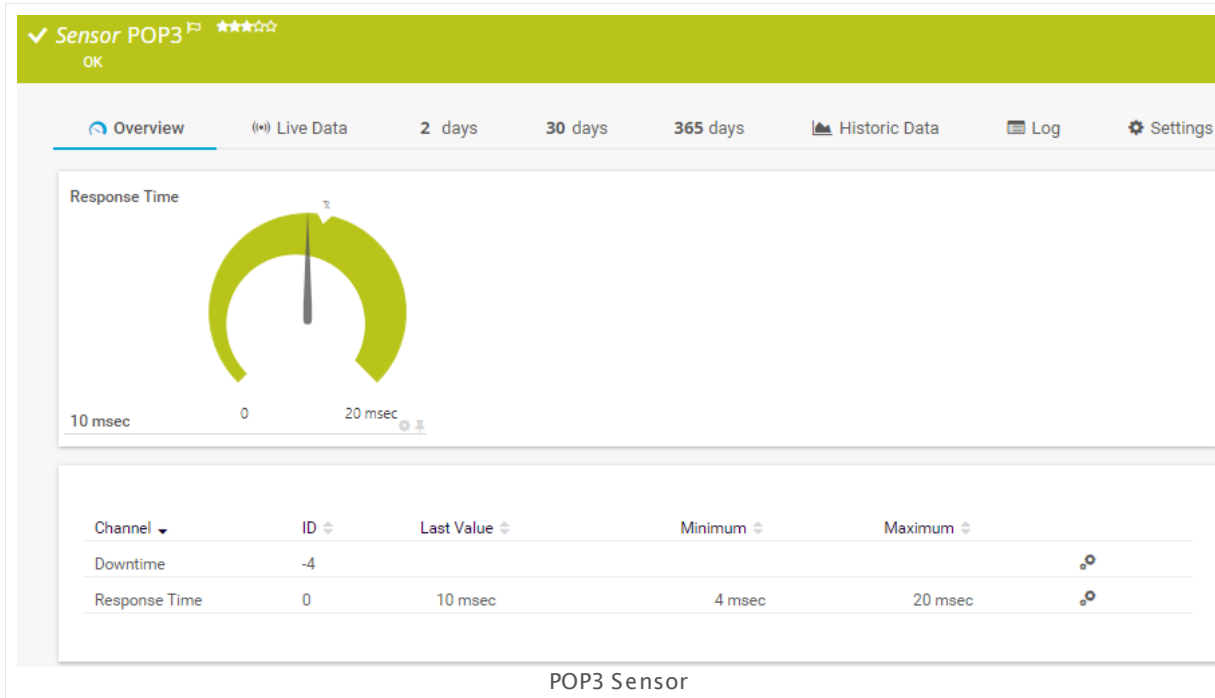 Sensor POP3
OK
Overview
Live Data
2 days
30 days
365 days
Historic Data
Log
Settings
Response Time
x̄
10 msec
0
20 msec
Channel ID Last Value Minimum Maximum
Downtime -4
Response Time 0 10 msec 4 msec 20 msec
POP3 Sensor